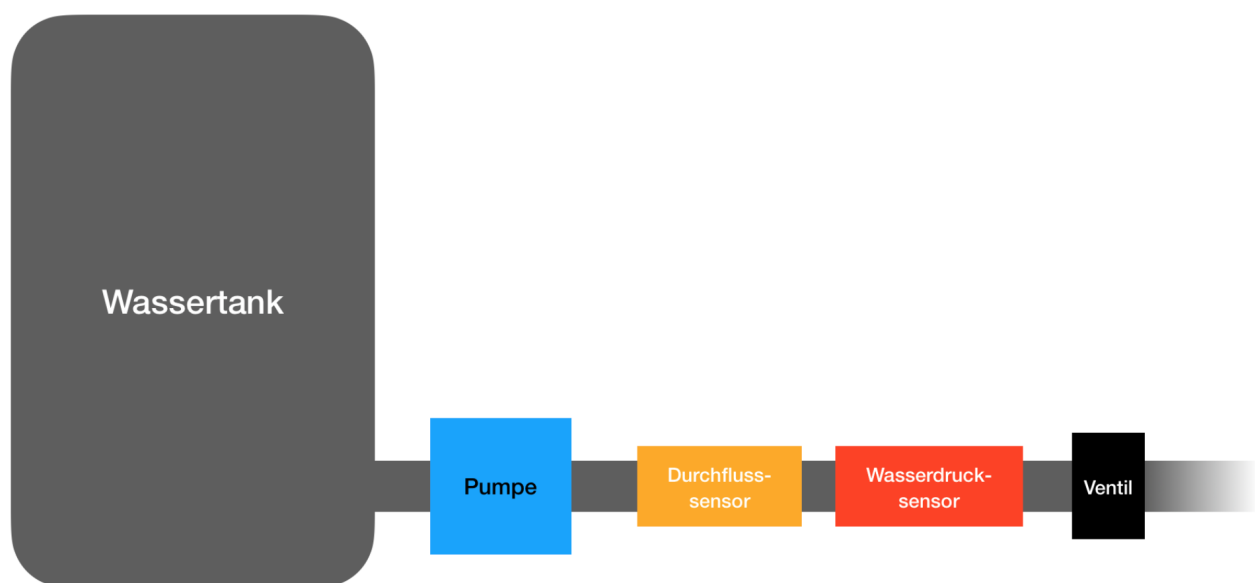 Wassertank
Pumpe
Durchfluss-
sensor
Wasserdruck-
sensor
Ventil